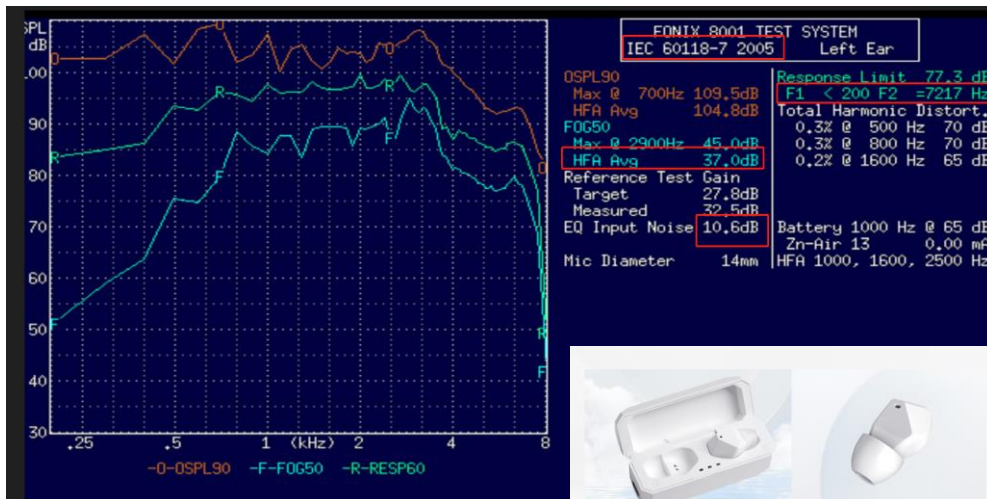 FONIX 8001 TEST SYSTEM
IEC 60118-7 2005 Left Ear
SPL
dB
.00
90
80
70
60
50
40
30
.25 .5 1 (kHz) 2 4 8
-O-OSPL90 -F-FOG50 -R-RESP60
O O O O
R R R R
F F F F
OSPL90
Max @ 700Hz 109.5dB
HFA Avg 104.8dB
FOG50
Max @ 2900Hz 45.0dB
HFA Avg 37.0dB
Reference Test Gain
Target 27.8dB
Measured 32.5dB
EQ Input Noise 10.6dB
Mic Diameter 14mm
Response Limit 77.3 dB
F1 < 200 F2 =7217 Hz
Total Harmonic Distort.
0.3% @ 500 Hz 70 dB
0.3% @ 800 Hz 70 dB
0.2% @ 1600 Hz 65 dB
Battery 1000 Hz @ 65 dB
Zn-Air 13 0.00 mA
HFA 1000, 1600, 2500 Hz